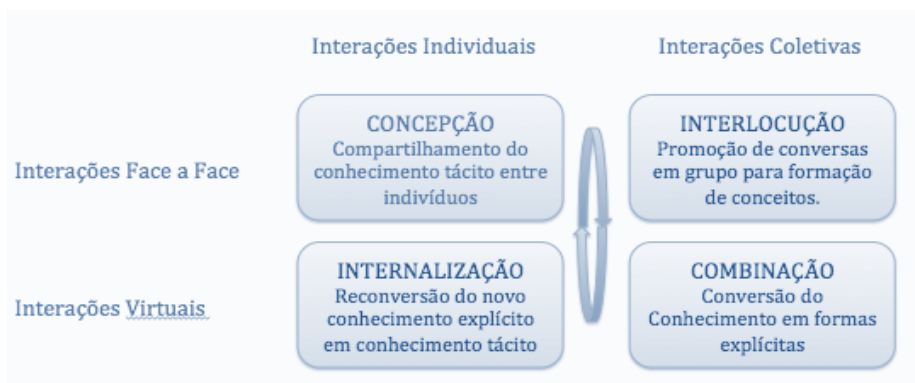 Interações Individuais
Interações Coletivas
Interações Face a Face
CONCEPÇÃO
Compartilhamento do
conhecimento tácito entre
indivíduos
INTERLOCUÇÃO
Promoção de conversas
em grupo para formação
de conceitos.
Interações Virtuais
INTERNALIZAÇÃO
Reconversão do novo
conhecimento explícito
em conhecimento tácito
COMBINAÇÃO
Conversão do
Conhecimento em formas
explícitas